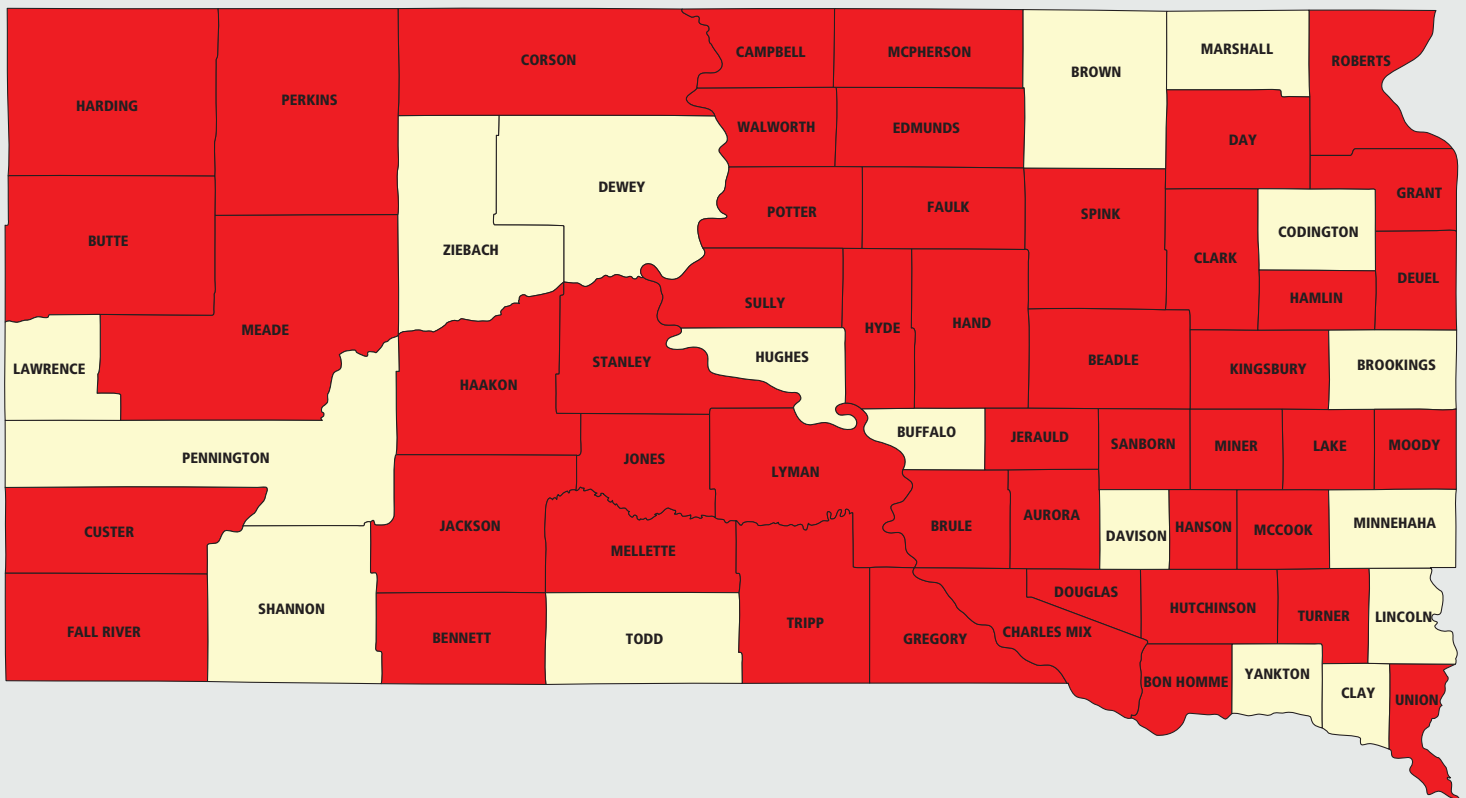 CAMPBELL
MCPHERSON
MARSHALL
CORSON
ROBERTS
BROWN
PERKINS
HARDING
WALWORTH
EDMUNDS
DAY
DEWEY
GRANT
POTTER
FAULK
SPINK
CODINGTON
BUTTE
ZIEBACH
CLARK
DEUEL
HAMLIN
SULLY
MEADE
HYDE
HAND
HUGHES
STANLEY
BEADLE
BROOKINGS
LAWRENCE
KINGSBURY
HAAKON
BUFFALO
JERAULD
SANBORN
MINER
LAKE
MOODY
PENNINGTON
JONES
LYMAN
AURORA
MINNEHAHA
JACKSON
BRULE
HANSON
MCCOOK
CUSTER
DAVISON
MELLETTE
DOUGLAS
SHANNON
HUTCHINSON
TURNER
LINCOLN
TRIPP
FALL RIVER
CHARLES MIX
BENNETT
TODD
GREGORY
YANKTON
BON HOMME
CLAY
UNION